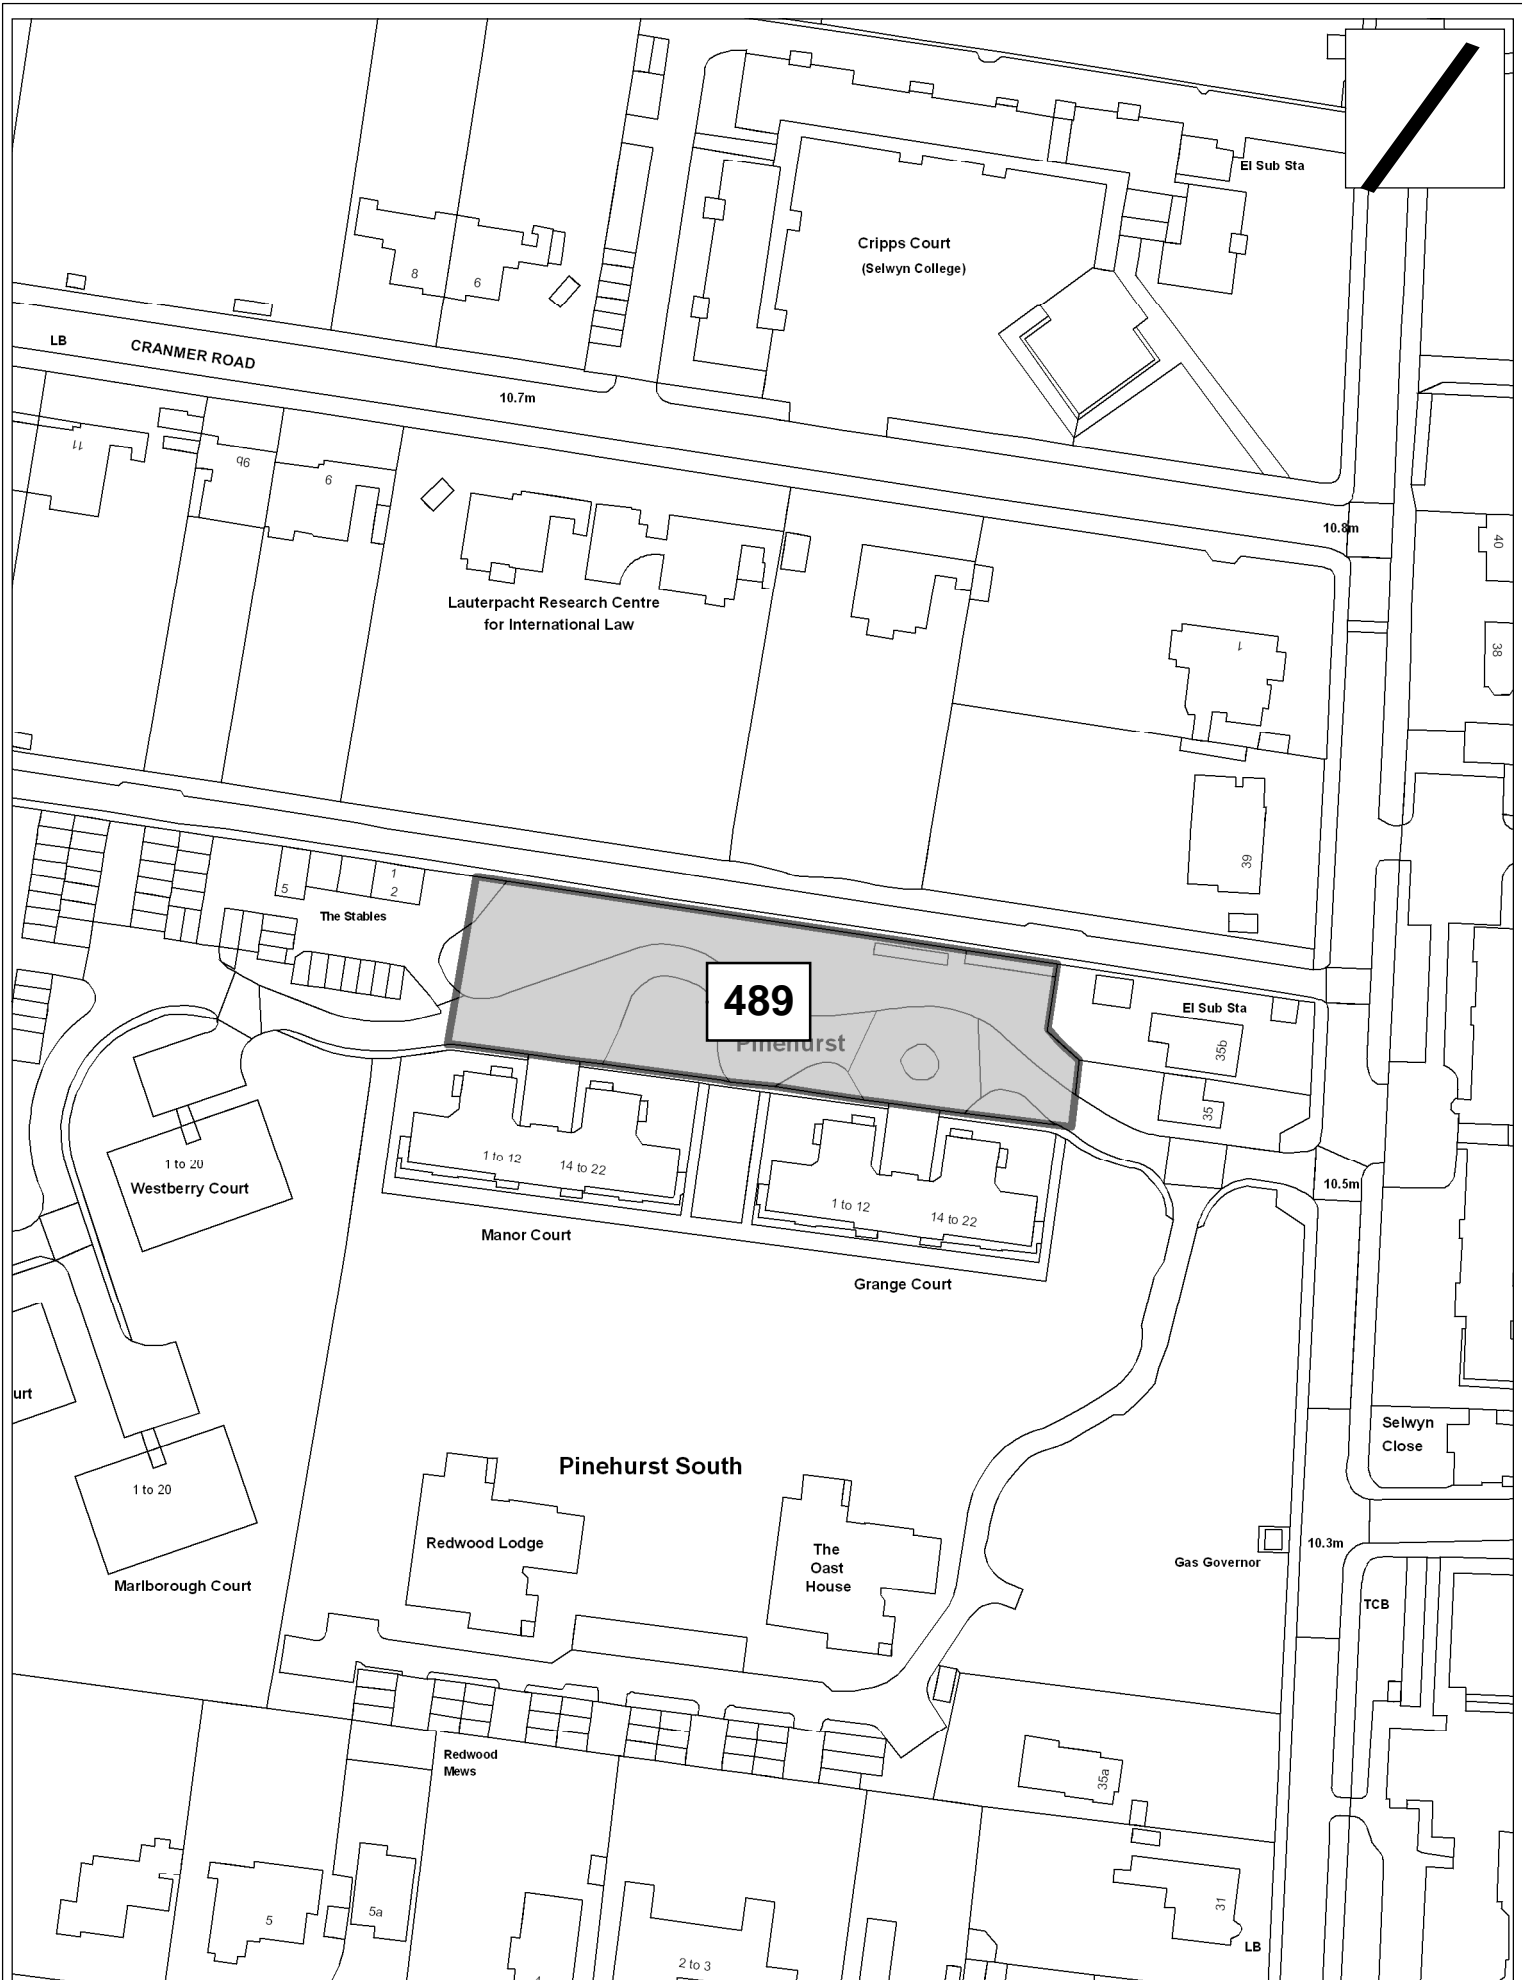 El Sub Sta
Cripps Court
(Selwyn College)
8
6
LB
CRANMER ROAD
10.7m
11
9b
9
10.8m
40
Lauterpacht Research Centre
for International Law
1
38
39
1
2
5
The Stables
489
Pinehurst
El Sub Sta
35b
35
1 to 20
Westberry Court
1 to 12
14 to 22
1 to 12
14 to 22
10.5m
Manor Court
Grange Court
urt
Selwyn
Close
Pinehurst South
1 to 20
Redwood Lodge
The
Oast
House
10.3m
Gas Governor
Marlborough Court
TCB
Redwood
Mews
35a
5
5a
31
LB
2 to 3